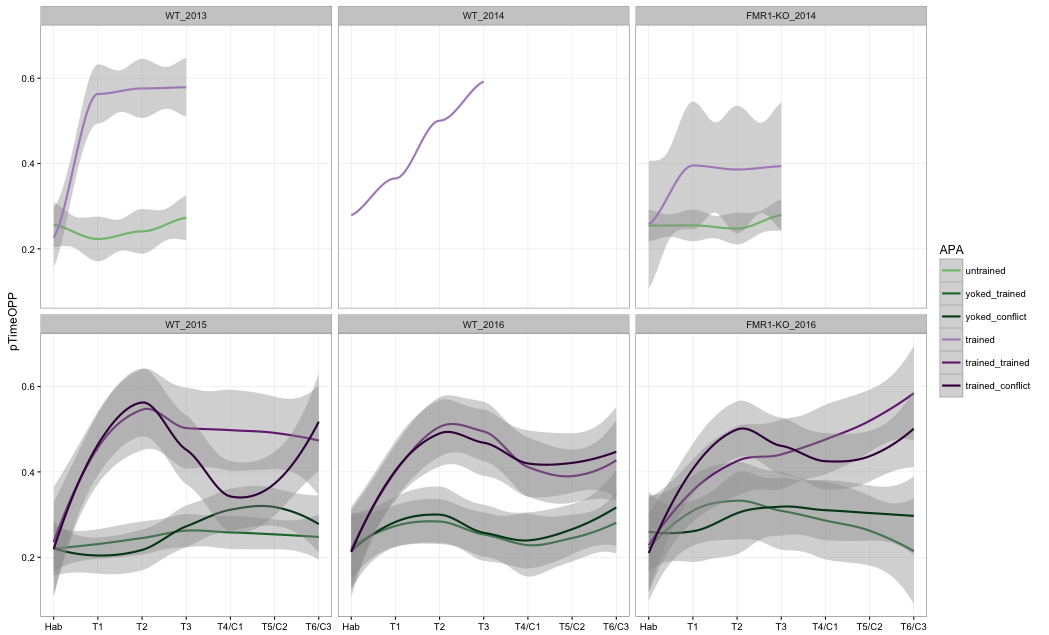 WT_2013 WT_2014 FMR1-KO_2014
0.6
0.4
0.2
WT_2015 WT_2016 FMR1-KO_2016
0.6
0.4
0.2
Hab T1 T2 T3 T4/C1 T5/C2 T6/C3 Hab T1 T2 T3 T4/C1 T5/C2 T6/C3 Hab T1 T2 T3 T4/C1 T5/C2 T6/C3
pTimeOPP
APA
untrained
yoked_trained
yoked_conflict
trained
trained_trained
trained_conflict